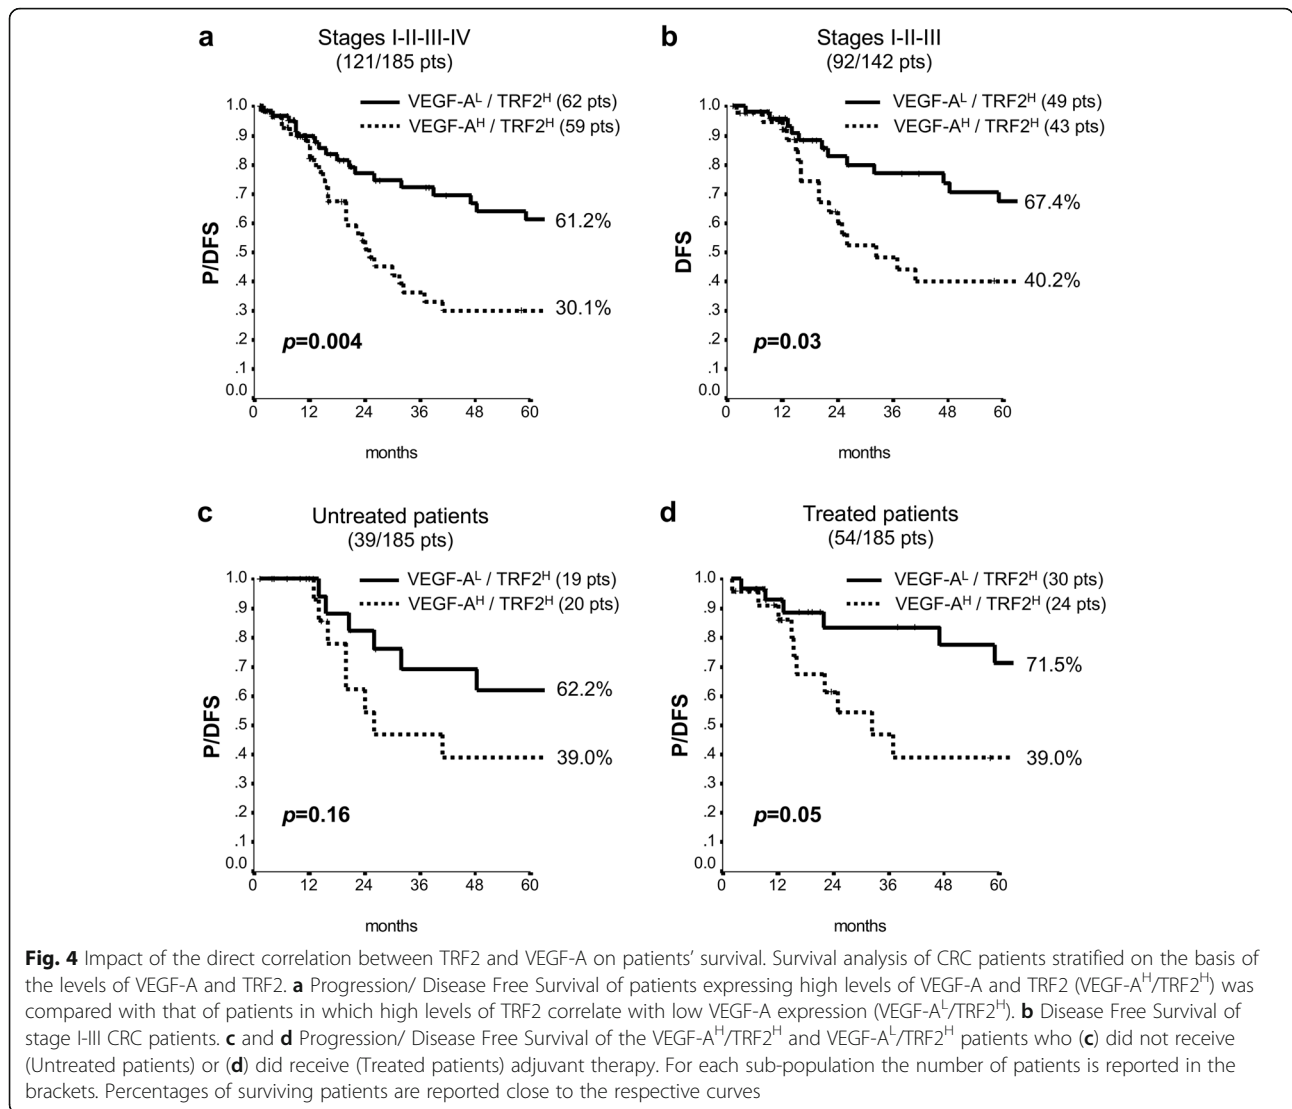 a
Stages I-II-III-IV
(121/185 pts)
VEGF-Aᴸ / TRF2ᴴ (62 pts)
VEGF-Aᴴ / TRF2ᴴ (59 pts)
P/DFS
1.0
.9
.8
.7
.6
.5
.4
.3
.2
.1
0.0
61.2%
30.1%
p=0.004
0 12 24 36 48 60
months
b
Stages I-II-III
(92/142 pts)
VEGF-Aᴸ / TRF2ᴴ (49 pts)
VEGF-Aᴴ / TRF2ᴴ (43 pts)
DFS
1.0
.9
.8
.7
.6
.5
.4
.3
.2
.1
0.0
67.4%
40.2%
p=0.03
0 12 24 36 48 60
months
c
Untreated patients
(39/185 pts)
VEGF-Aᴸ / TRF2ᴴ (19 pts)
VEGF-Aᴴ / TRF2ᴴ (20 pts)
P/DFS
1.0
.9
.8
.7
.6
.5
.4
.3
.2
.1
0.0
62.2%
39.0%
p=0.16
0 12 24 36 48 60
months
d
Treated patients
(54/185 pts)
VEGF-Aᴸ / TRF2ᴴ (30 pts)
VEGF-Aᴴ / TRF2ᴴ (24 pts)
P/DFS
1.0
.9
.8
.7
.6
.5
.4
.3
.2
.1
0.0
71.5%
39.0%
p=0.05
0 12 24 36 48 60
months
Fig. 4 Impact of the direct correlation between TRF2 and VEGF-A on patients' survival. Survival analysis of CRC patients stratified on the basis of
the levels of VEGF-A and TRF2. a Progression/ Disease Free Survival of patients expressing high levels of VEGF-A and TRF2 (VEGF-Aᴴ/TRF2ᴴ) was
compared with that of patients in which high levels of TRF2 correlate with low VEGF-A expression (VEGF-Aᴸ/TRF2ᴴ). b Disease Free Survival of
stage I-III CRC patients. c and d Progression/ Disease Free Survival of the VEGF-Aᴴ/TRF2ᴴ and VEGF-Aᴸ/TRF2ᴴ patients who (c) did not receive
(Untreated patients) or (d) did receive (Treated patients) adjuvant therapy. For each sub-population the number of patients is reported in the
brackets. Percentages of surviving patients are reported close to the respective curves